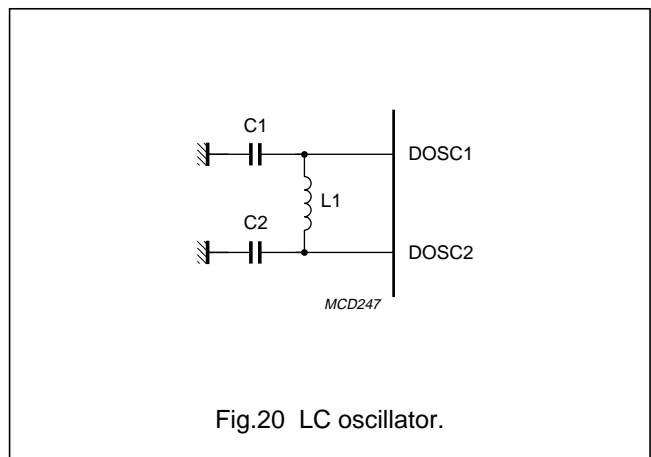 C1
DOSC1
L1
C2
DOSC2
MCD247
Fig.20 LC oscillator.